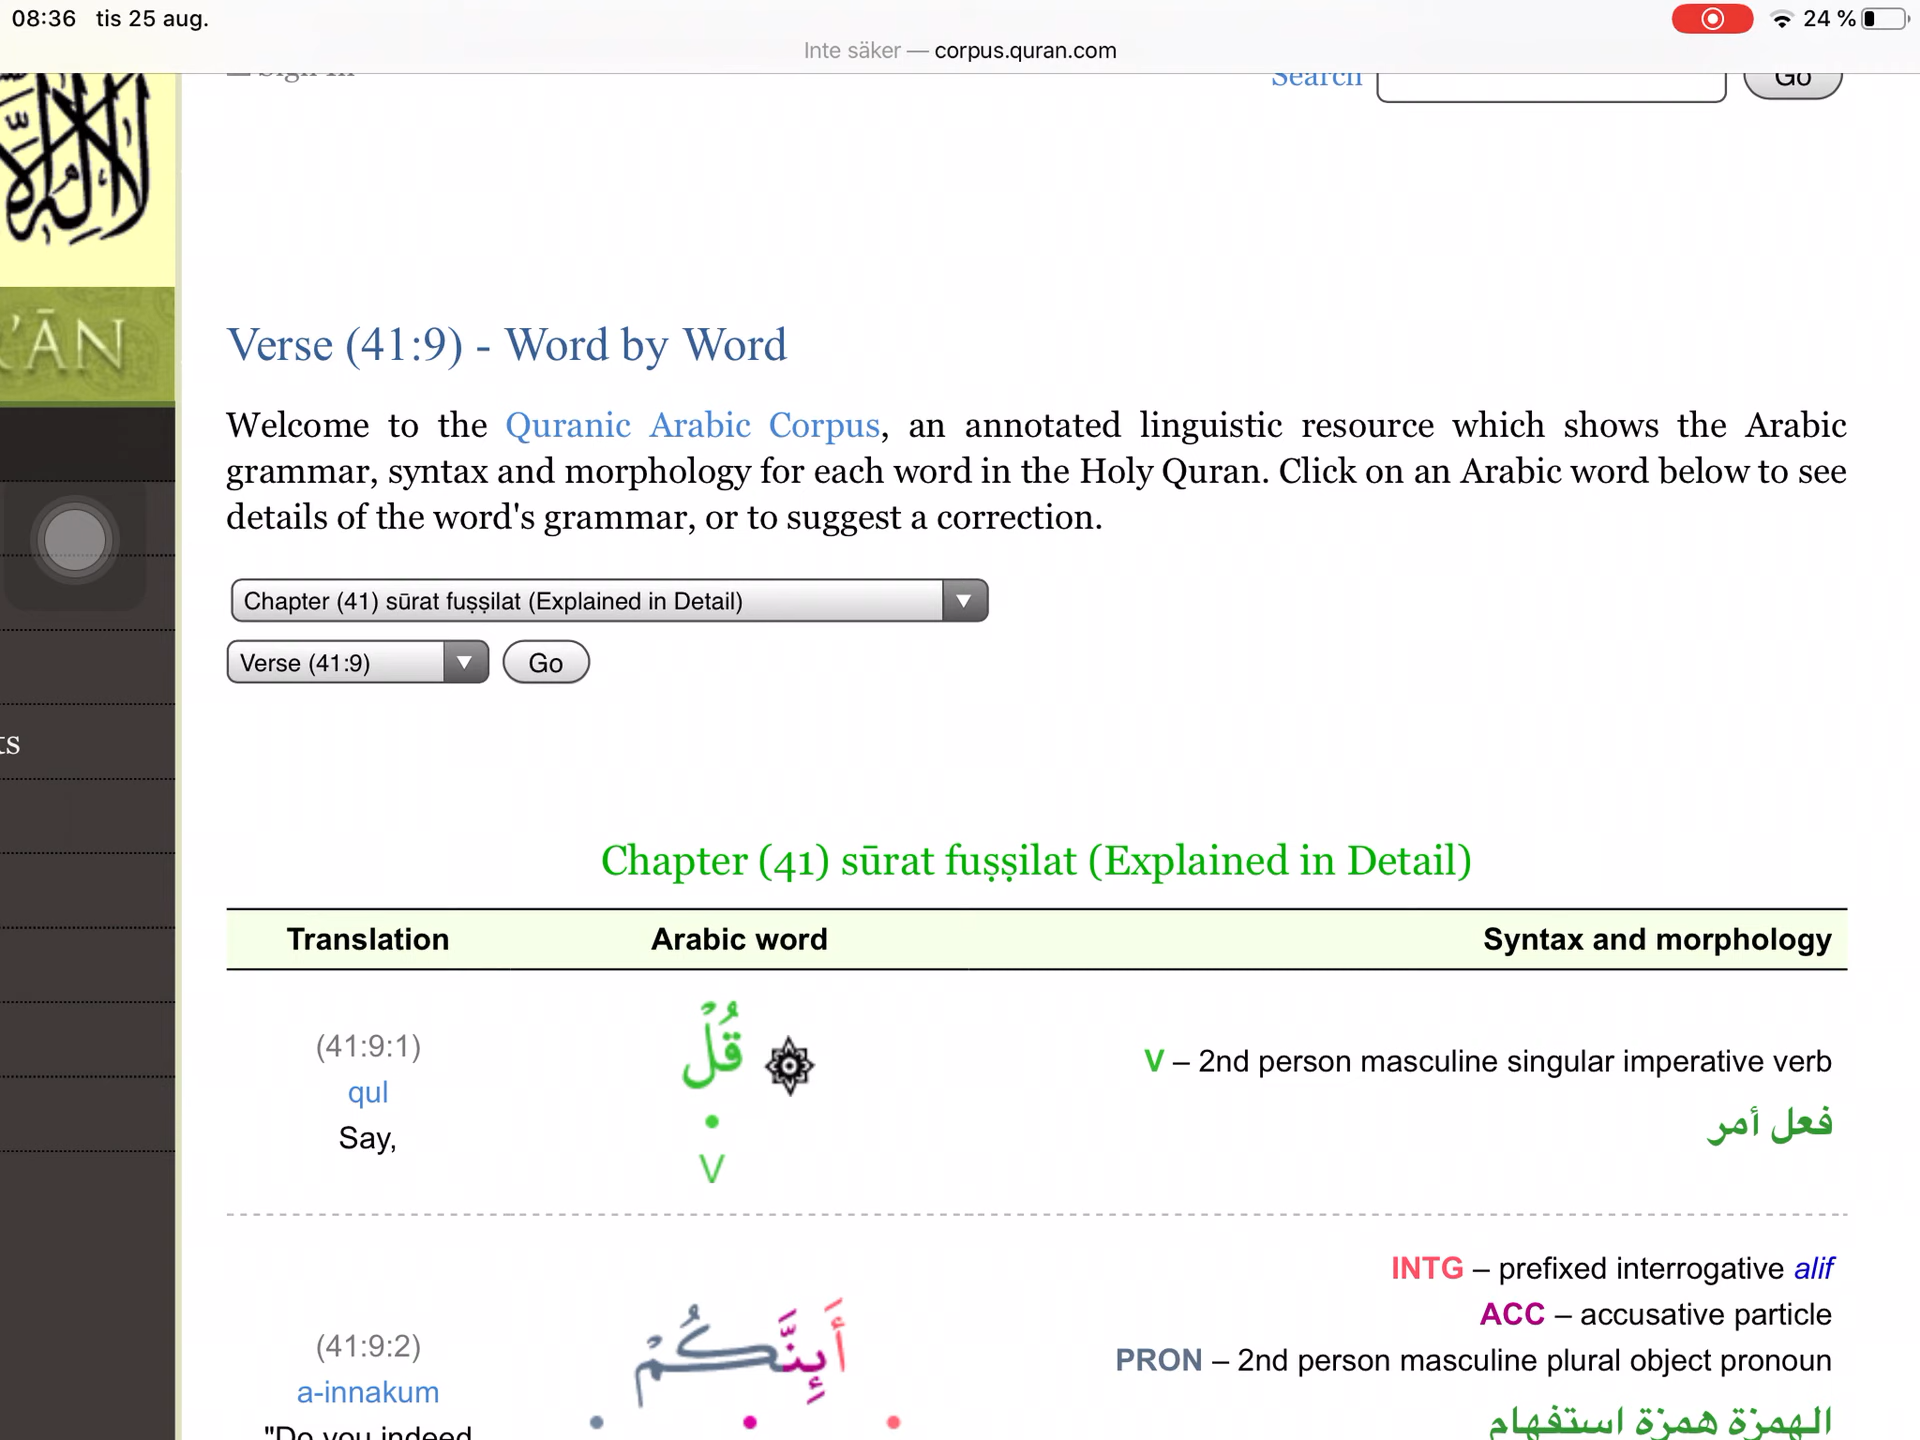 08:36 tis 25 aug.
24 %
Inte säker — corpus.quran.com
Sign In
Search
Go
'ĀN
Verse (41:9) - Word by Word
Welcome to the Quranic Arabic Corpus, an annotated linguistic resource which shows the Arabic
grammar, syntax and morphology for each word in the Holy Quran. Click on an Arabic word below to see
details of the word's grammar, or to suggest a correction.
Chapter (41) sūrat fuṣṣilat (Explained in Detail)
Verse (41:9)
Go
ts
Chapter (41) sūrat fuṣṣilat (Explained in Detail)
Translation Arabic word Syntax and morphology
(41:9:1)
qul
Say,
قُلْ
V
V – 2nd person masculine singular imperative verb
فعل أمر
(41:9:2)
a-innakum
"Do you indeed
أَئِنَّكُمْ
INTG – prefixed interrogative alif
ACC – accusative particle
PRON – 2nd person masculine plural object pronoun
الهمزة همزة استفهام